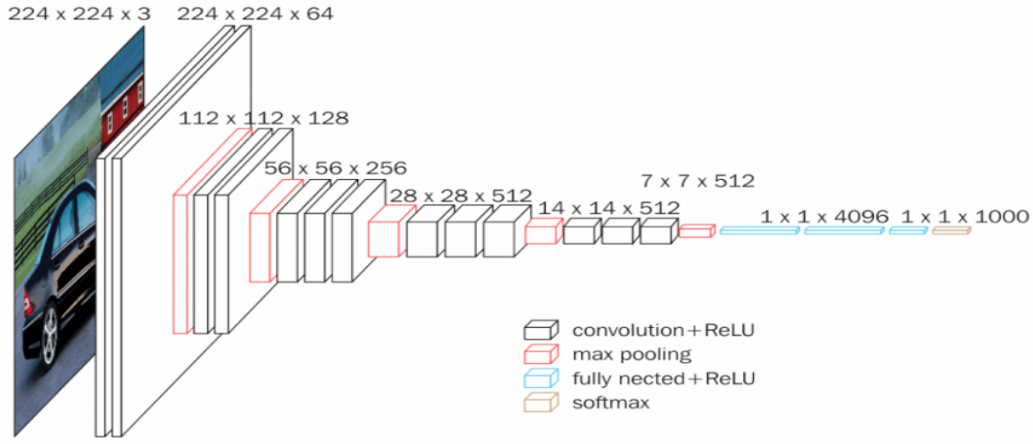 224 x 224 x 3
224 x 224 x 64
112 x 112 x 128
56 x 56 x 256
28 x 28 x 512
14 x 14 x 512
7 x 7 x 512
1 x 1 x 4096
1 x 1 x 1000
convolution+ReLU
max pooling
fully nected+ReLU
softmax